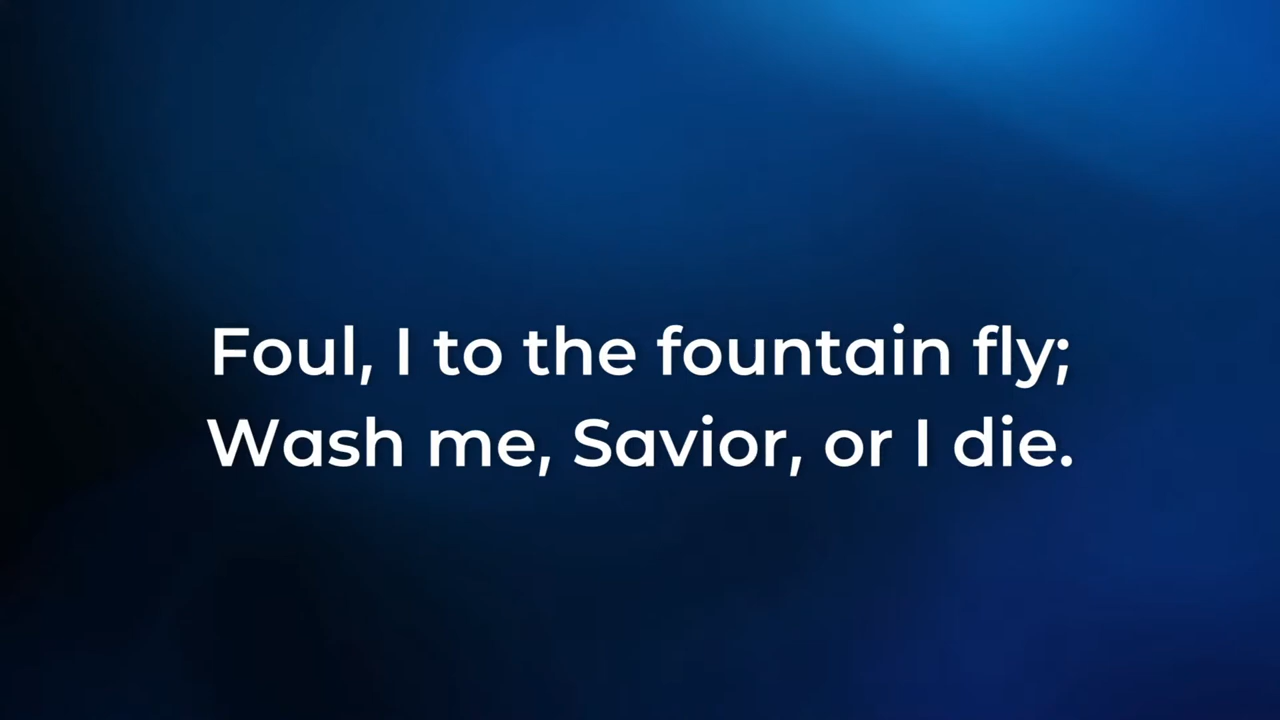 Foul, I to the fountain fly;
Wash me, Savior, or I die.